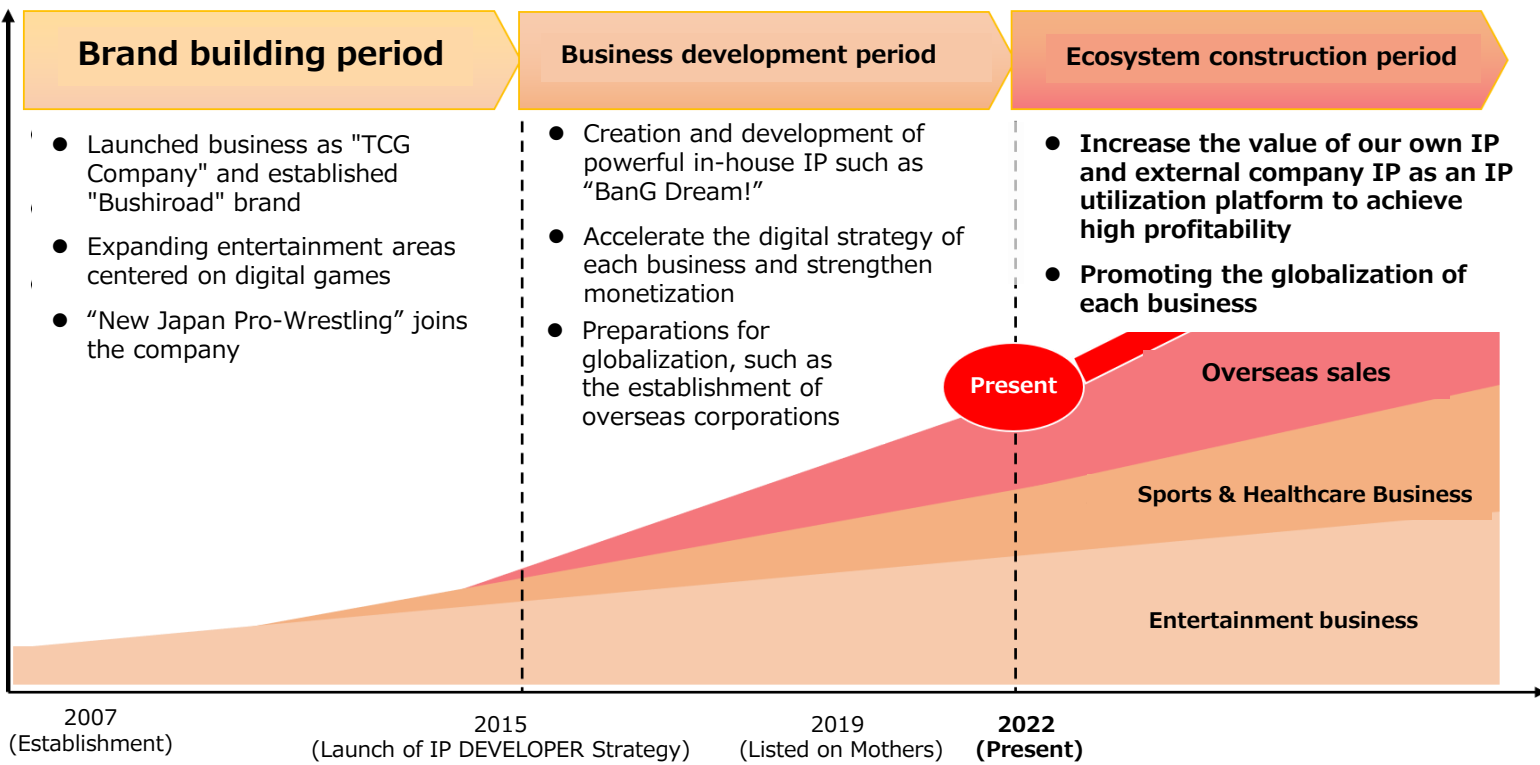 Brand building period
Business development period
Ecosystem construction period
● Launched business as "TCG
Company" and established
"Bushiroad" brand
● Expanding entertainment areas
centered on digital games
● “New Japan Pro-Wrestling” joins
the company
● Creation and development of
powerful in-house IP such as
“BanG Dream!”
● Accelerate the digital strategy of
each business and strengthen
monetization
● Preparations for
globalization, such as
the establishment of
overseas corporations
● Increase the value of our own IP
and external company IP as an IP
utilization platform to achieve
high profitability
● Promoting the globalization of
each business
Present
Overseas sales
Sports & Healthcare Business
Entertainment business
2007
(Establishment)
2015
(Launch of IP DEVELOPER Strategy)
2019
(Listed on Mothers)
2022
(Present)